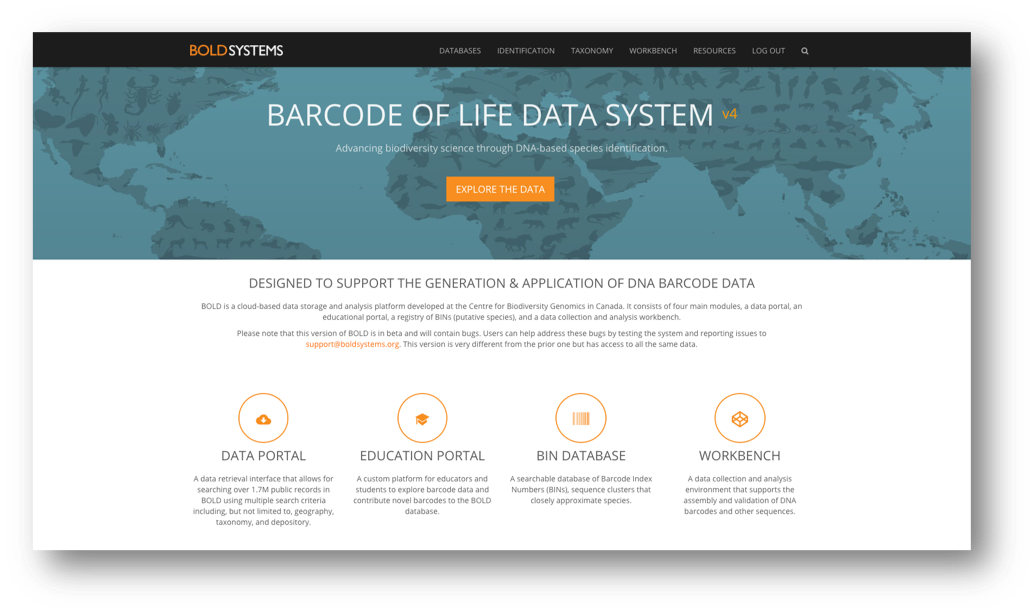 BOLDSYSTEMS
DATABASES IDENTIFICATION TAXONOMY WORKBENCH RESOURCES LOG OUT
BARCODE OF LIFE DATA SYSTEM v4
Advancing biodiversity science through DNA-based species identification.
EXPLORE THE DATA
DESIGNED TO SUPPORT THE GENERATION & APPLICATION OF DNA BARCODE DATA
BOLD is a cloud-based data storage and analysis platform developed at the Centre for Biodiversity Genomics in Canada. It consists of four main modules, a data portal, an
educational portal, a registry of BINs (putative species), and a data collection and analysis workbench.
Please note that this version of BOLD is in beta and will contain bugs. Users can help address these bugs by testing the system and reporting issues to
support@boldsystems.org. This version is very different from the prior one but has access to all the same data.
DATA PORTAL
A data retrieval interface that allows for
searching over 1.7M public records in
BOLD using multiple search criteria
including, but not limited to, geography,
taxonomy, and depository.
EDUCATION PORTAL
A custom platform for educators and
students to explore barcode data and
contribute novel barcodes to the BOLD
database.
BIN DATABASE
A searchable database of Barcode Index
Numbers (BINs), sequence clusters that
closely approximate species.
WORKBENCH
A data collection and analysis
environment that supports the
assembly and validation of DNA
barcodes and other sequences.